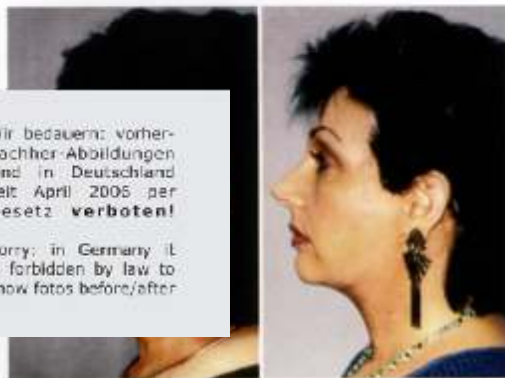 ir bedauern: vorher-
achher-Abbildungen
nd in Deutschland
eit April 2006 per
esetz verboten!
orry: in Germany it
forbidden by law to
how fotos before/after